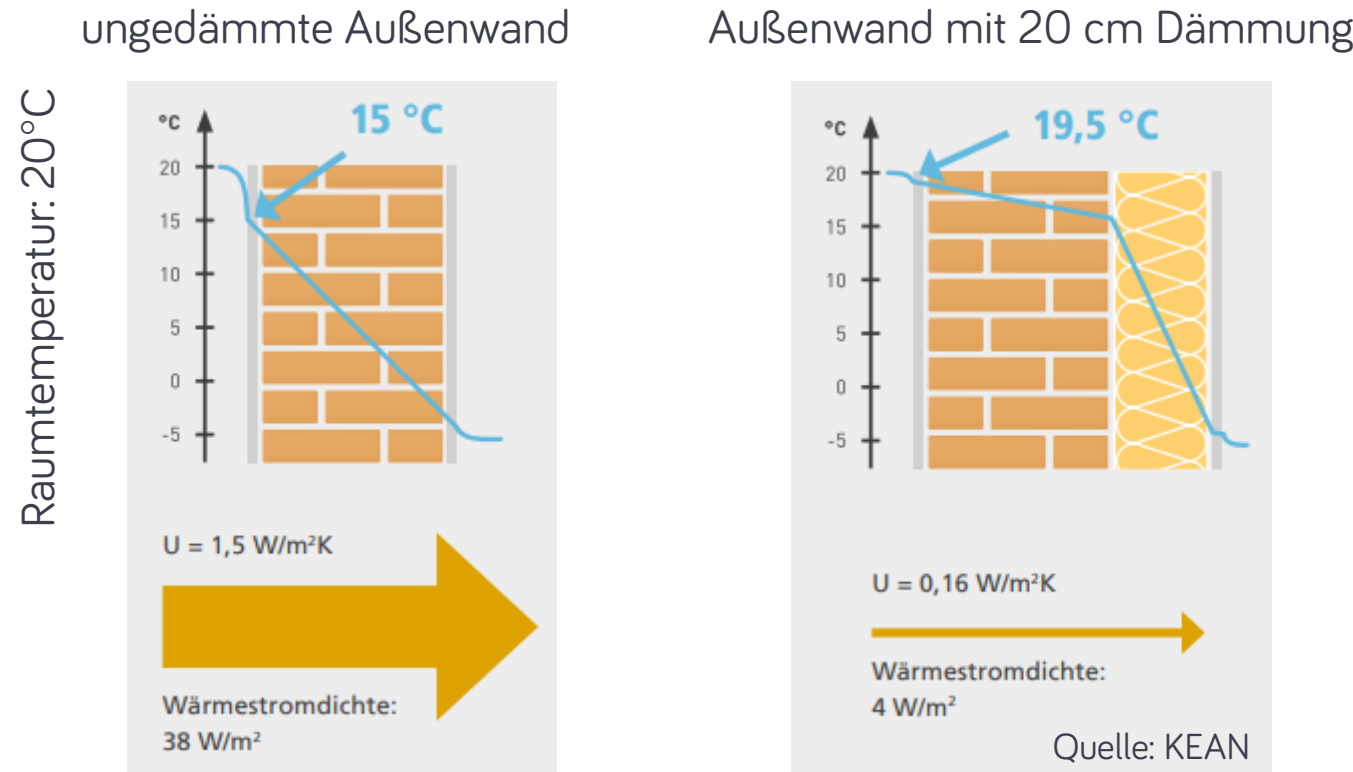 ungedämmte Außenwand
Außenwand mit 20 cm Dämmung
Raumtemperatur: 20°C
°C
15 °C
20
15
10
5
0
-5
U = 1,5 W/m²K
Wärmestromdichte:
38 W/m²
°C
19,5 °C
20
15
10
5
0
-5
U = 0,16 W/m²K
Wärmestromdichte:
4 W/m²
Quelle: KEAN